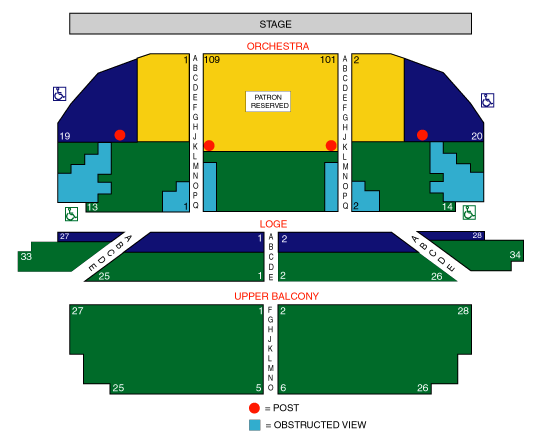 STAGE
ORCHESTRA
1 A 109 101 A 2
B B
C C
D D
E PATRON E
F RESERVED F
G G
H H
19 J J 20
K K
L L
M M
N N
O O
P P
13 1 Q Q 2 14
LOGE
27 A B C D E 1 A 2 A B C D E 28
33 B 34
C
D
25 1 E 2 26
UPPER BALCONY
27 1 F 2 28
G
H
J
K
L
M
N
25 5 O 6 26
= POST
= OBSTRUCTED VIEW